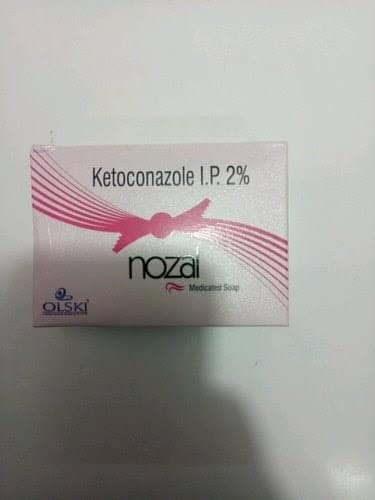 Ketoconazole I.P. 2%
nozal
Medicated Soap
OLSKI